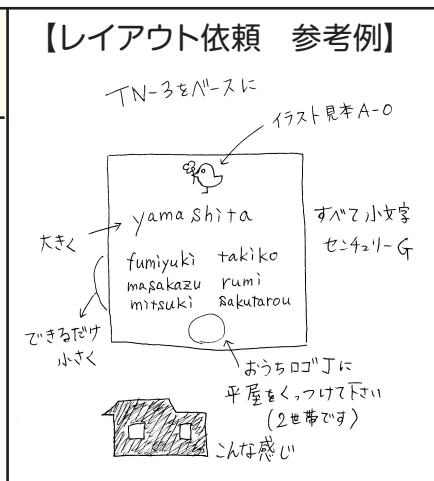 【レイアウト依頼　参考例】
TN-3をベースに
イラスト見本A-O
yamashita
大きく
すべて小文字
センチュリーG
fumiyuki takiko
masakazu rumi
mitsuki sakutarou
できるだけ
小さく
おうちロゴJに
平屋をくっつけて下さい
(2世帯です)
こんな感じ